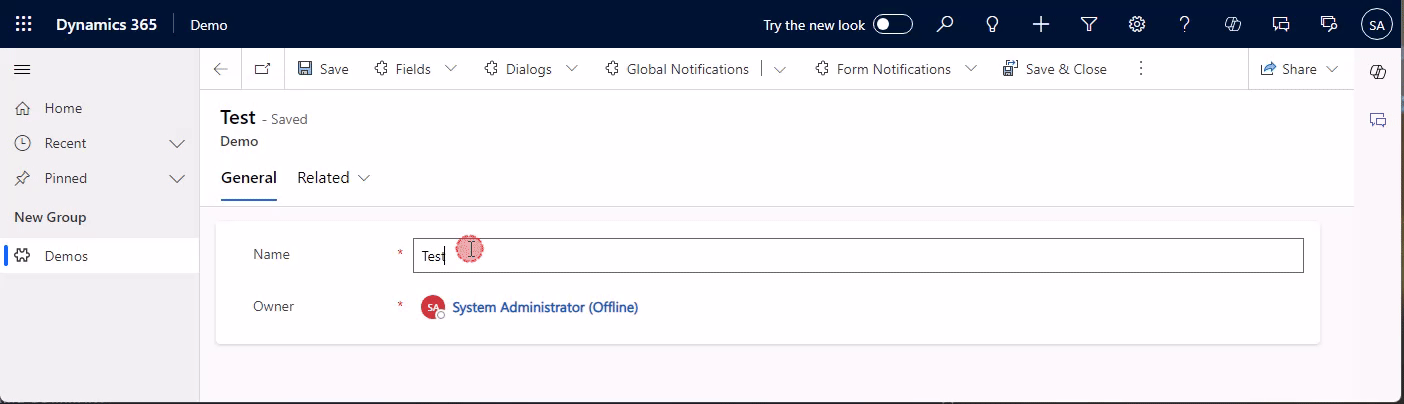 Dynamics 365 Demo Try the new look SA
Save Fields Dialogs Global Notifications Form Notifications Save & Close Share
Home
Recent
Pinned
New Group
Demos
Test - Saved
Demo
General Related
Name * Test
Owner * SA System Administrator (Offline)